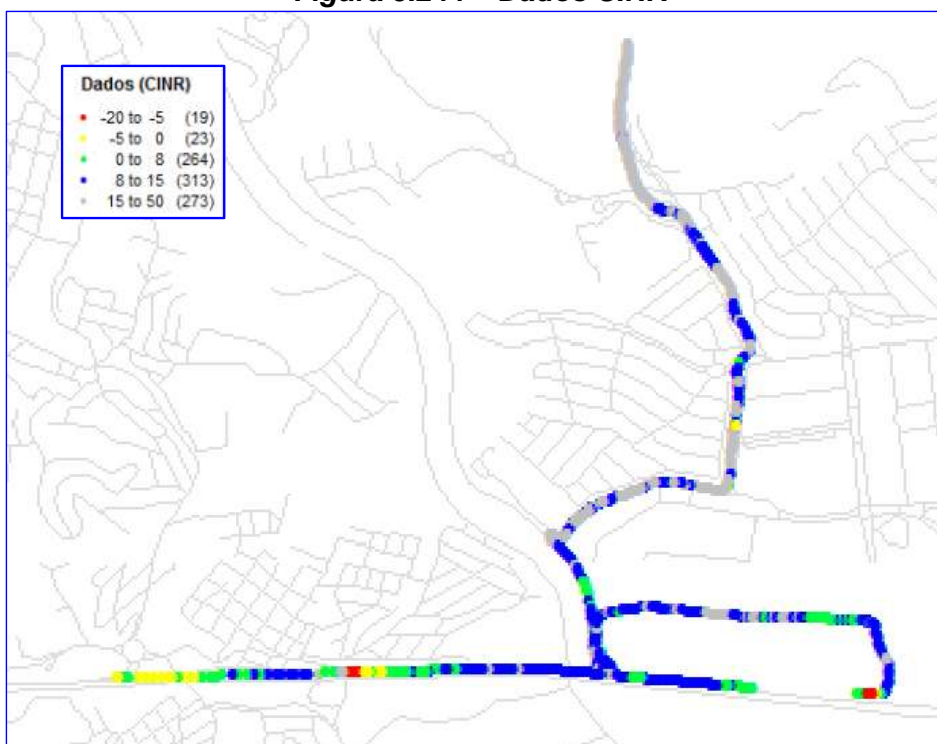 Dados (CINR)
-20 to -5 (19)
-5 to 0 (23)
0 to 8 (264)
8 to 15 (313)
15 to 50 (273)